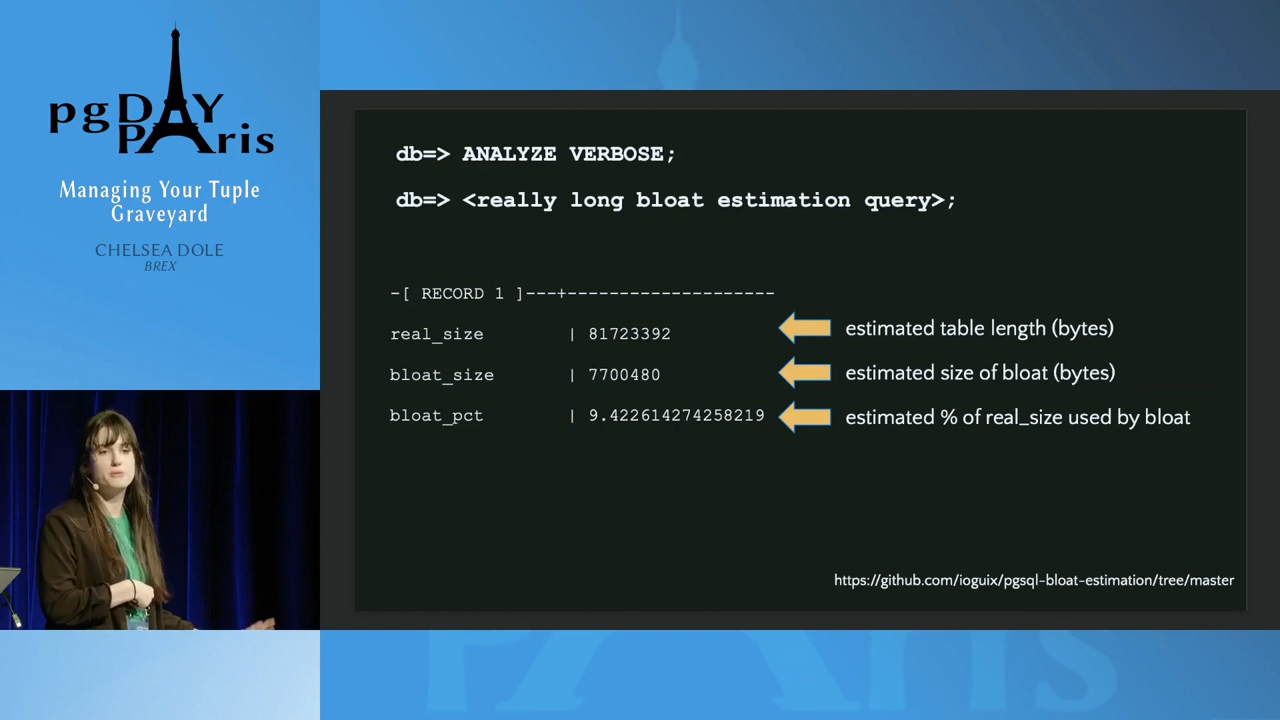 pgDAY
PAris
Managing Your Tuple
Graveyard
CHELSEA DOLE
BREX
db=> ANALYZE VERBOSE;
db=> <really long bloat estimation query>;
-[ RECORD 1 ]---+--------------------
real_size | 81723392
estimated table length (bytes)
bloat_size | 7700480
estimated size of bloat (bytes)
bloat_pct | 9.422614274258219
estimated % of real_size used by bloat
https://github.com/ioguix/pgsql-bloat-estimation/tree/master